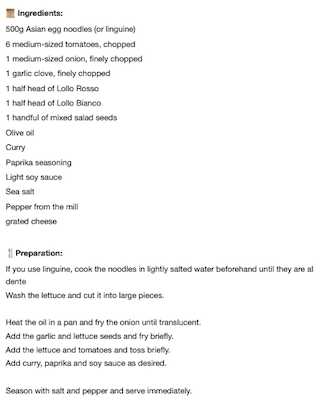 Ingredients:
500g Asian egg noodles (or linguine)
6 medium-sized tomatoes, chopped
1 medium-sized onion, finely chopped
1 garlic clove, finely chopped
1 half head of Lollo Rosso
1 half head of Lollo Bianco
1 handful of mixed salad seeds
Olive oil
Curry
Paprika seasoning
Light soy sauce
Sea salt
Pepper from the mill
grated cheese
Preparation:
If you use linguine, cook the noodles in lightly salted water beforehand until they are al
dente
Wash the lettuce and cut it into large pieces.
Heat the oil in a pan and fry the onion until translucent.
Add the garlic and lettuce seeds and fry briefly.
Add the lettuce and tomatoes and toss briefly.
Add curry, paprika and soy sauce as desired.
Season with salt and pepper and serve immediately.